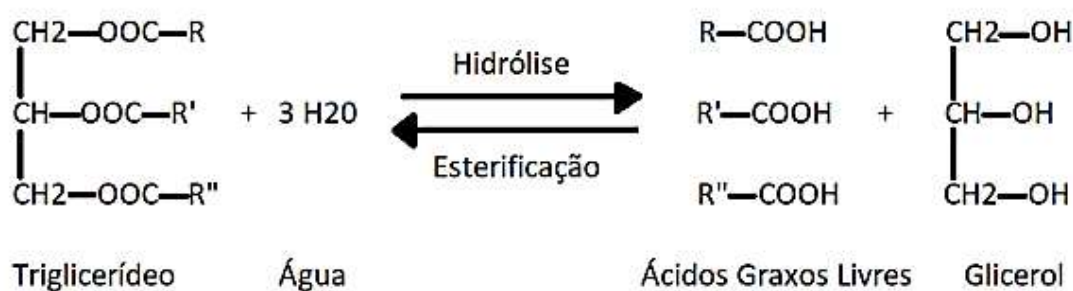 CH2—OOC—R R—COOH CH2—OH
Hidrólise
CH—OOC—R' + 3 H20 R'—COOH + CH—OH
Esterificação
CH2—OOC—R" R"—COOH CH2—OH
Triglicerídeo Água Ácidos Graxos Livres Glicerol